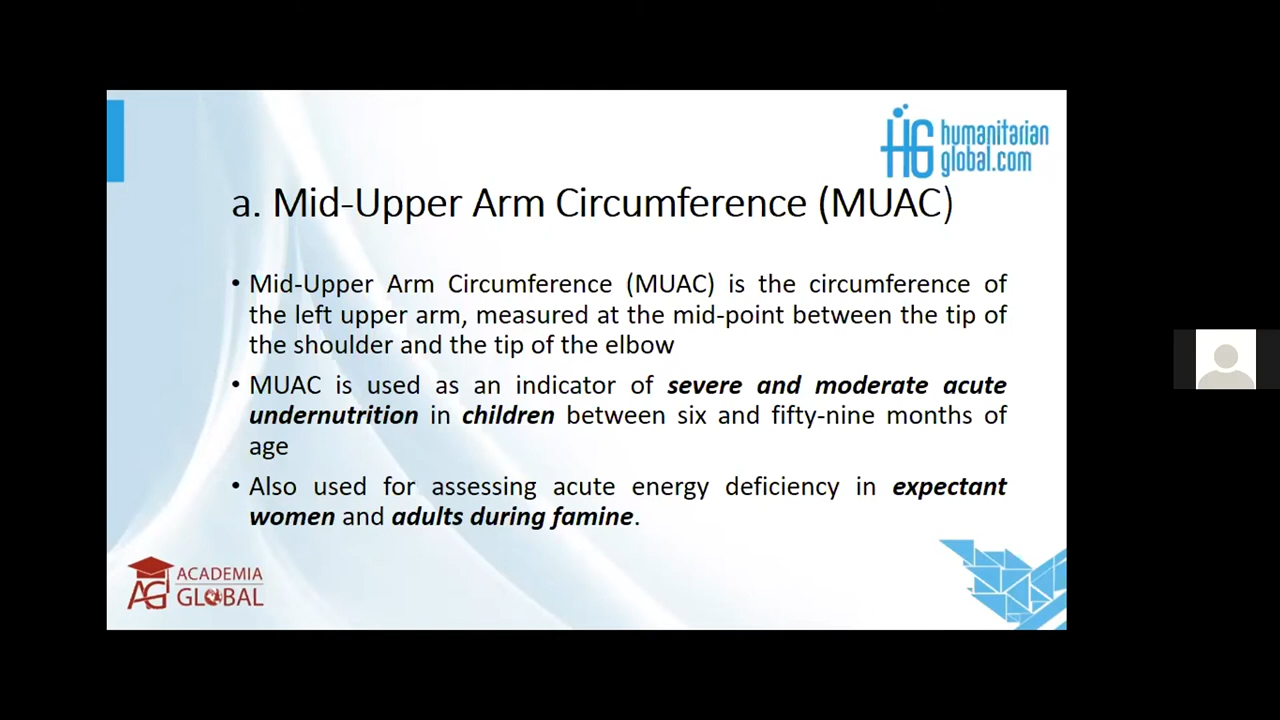 humanitarian
global.com
a. Mid-Upper Arm Circumference (MUAC)
• Mid-Upper Arm Circumference (MUAC) is the circumference of
the left upper arm, measured at the mid-point between the tip of
the shoulder and the tip of the elbow
• MUAC is used as an indicator of severe and moderate acute
undernutrition in children between six and fifty-nine months of
age
• Also used for assessing acute energy deficiency in expectant
women and adults during famine.
AG ACADEMIA
GLOBAL